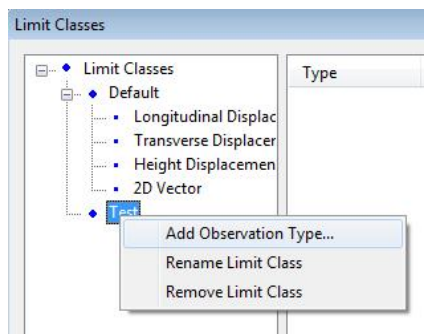 Limit Classes
Limit Classes
Type
Default
Longitudinal Displac
Transverse Displacer
Height Displacemen
2D Vector
Test
Add Observation Type...
Rename Limit Class
Remove Limit Class